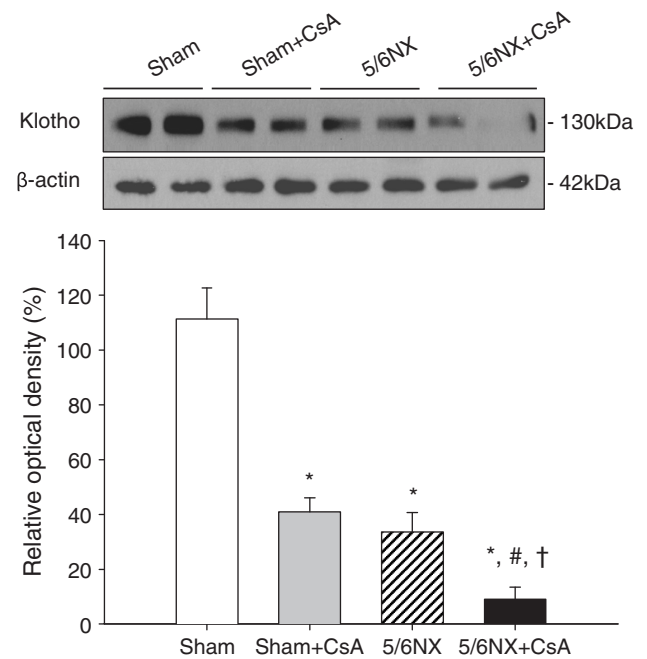 Sham Sham+CsA 5/6NX 5/6NX+CsA
Klotho - 130kDa
β-actin - 42kDa
140
120
100
80
60
40
20
0
Relative optical density (%)
*
*
*, #, †
Sham Sham+CsA 5/6NX 5/6NX+CsA